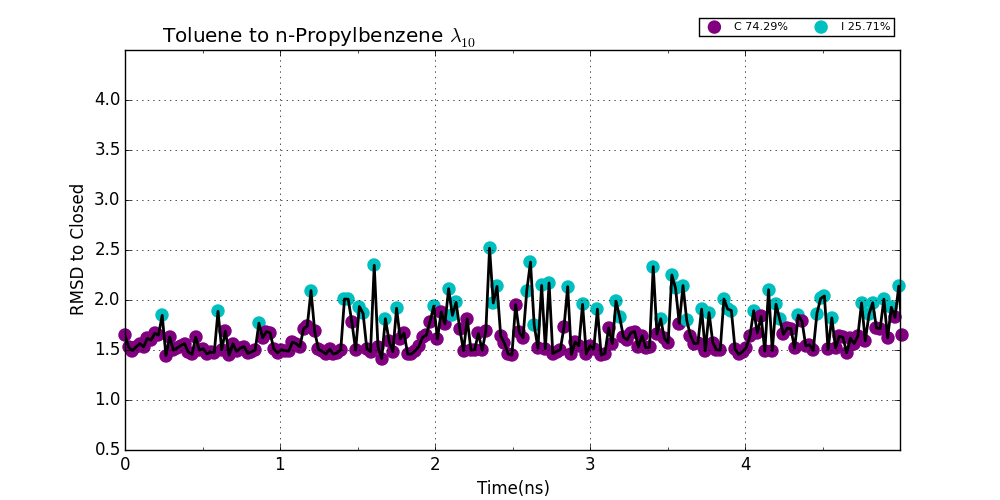 Toluene to n-Propylbenzene λ10
C 74.29% I 25.71%
4.0
3.5
3.0
2.5
2.0
1.5
1.0
0.5
RMSD to Closed
0 1 2 3 4
Time(ns)